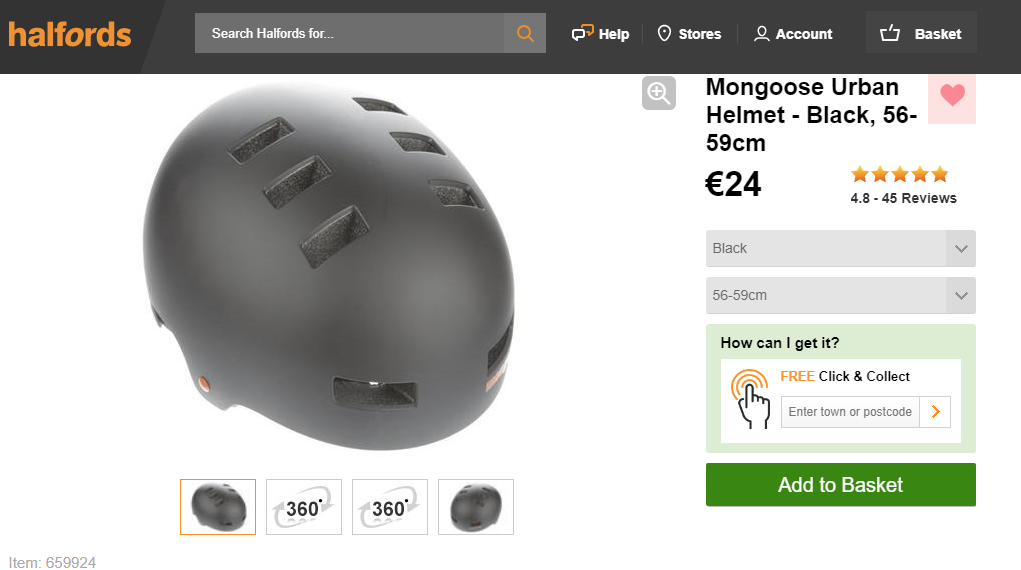 halfords
Search Halfords for...
Help
Stores
Account
Basket
Mongoose Urban
Helmet - Black, 56-
59cm
€24
4.8 - 45 Reviews
Black
56-59cm
How can I get it?
FREE Click & Collect
Enter town or postcode
Add to Basket
360°
360°
Item: 659924